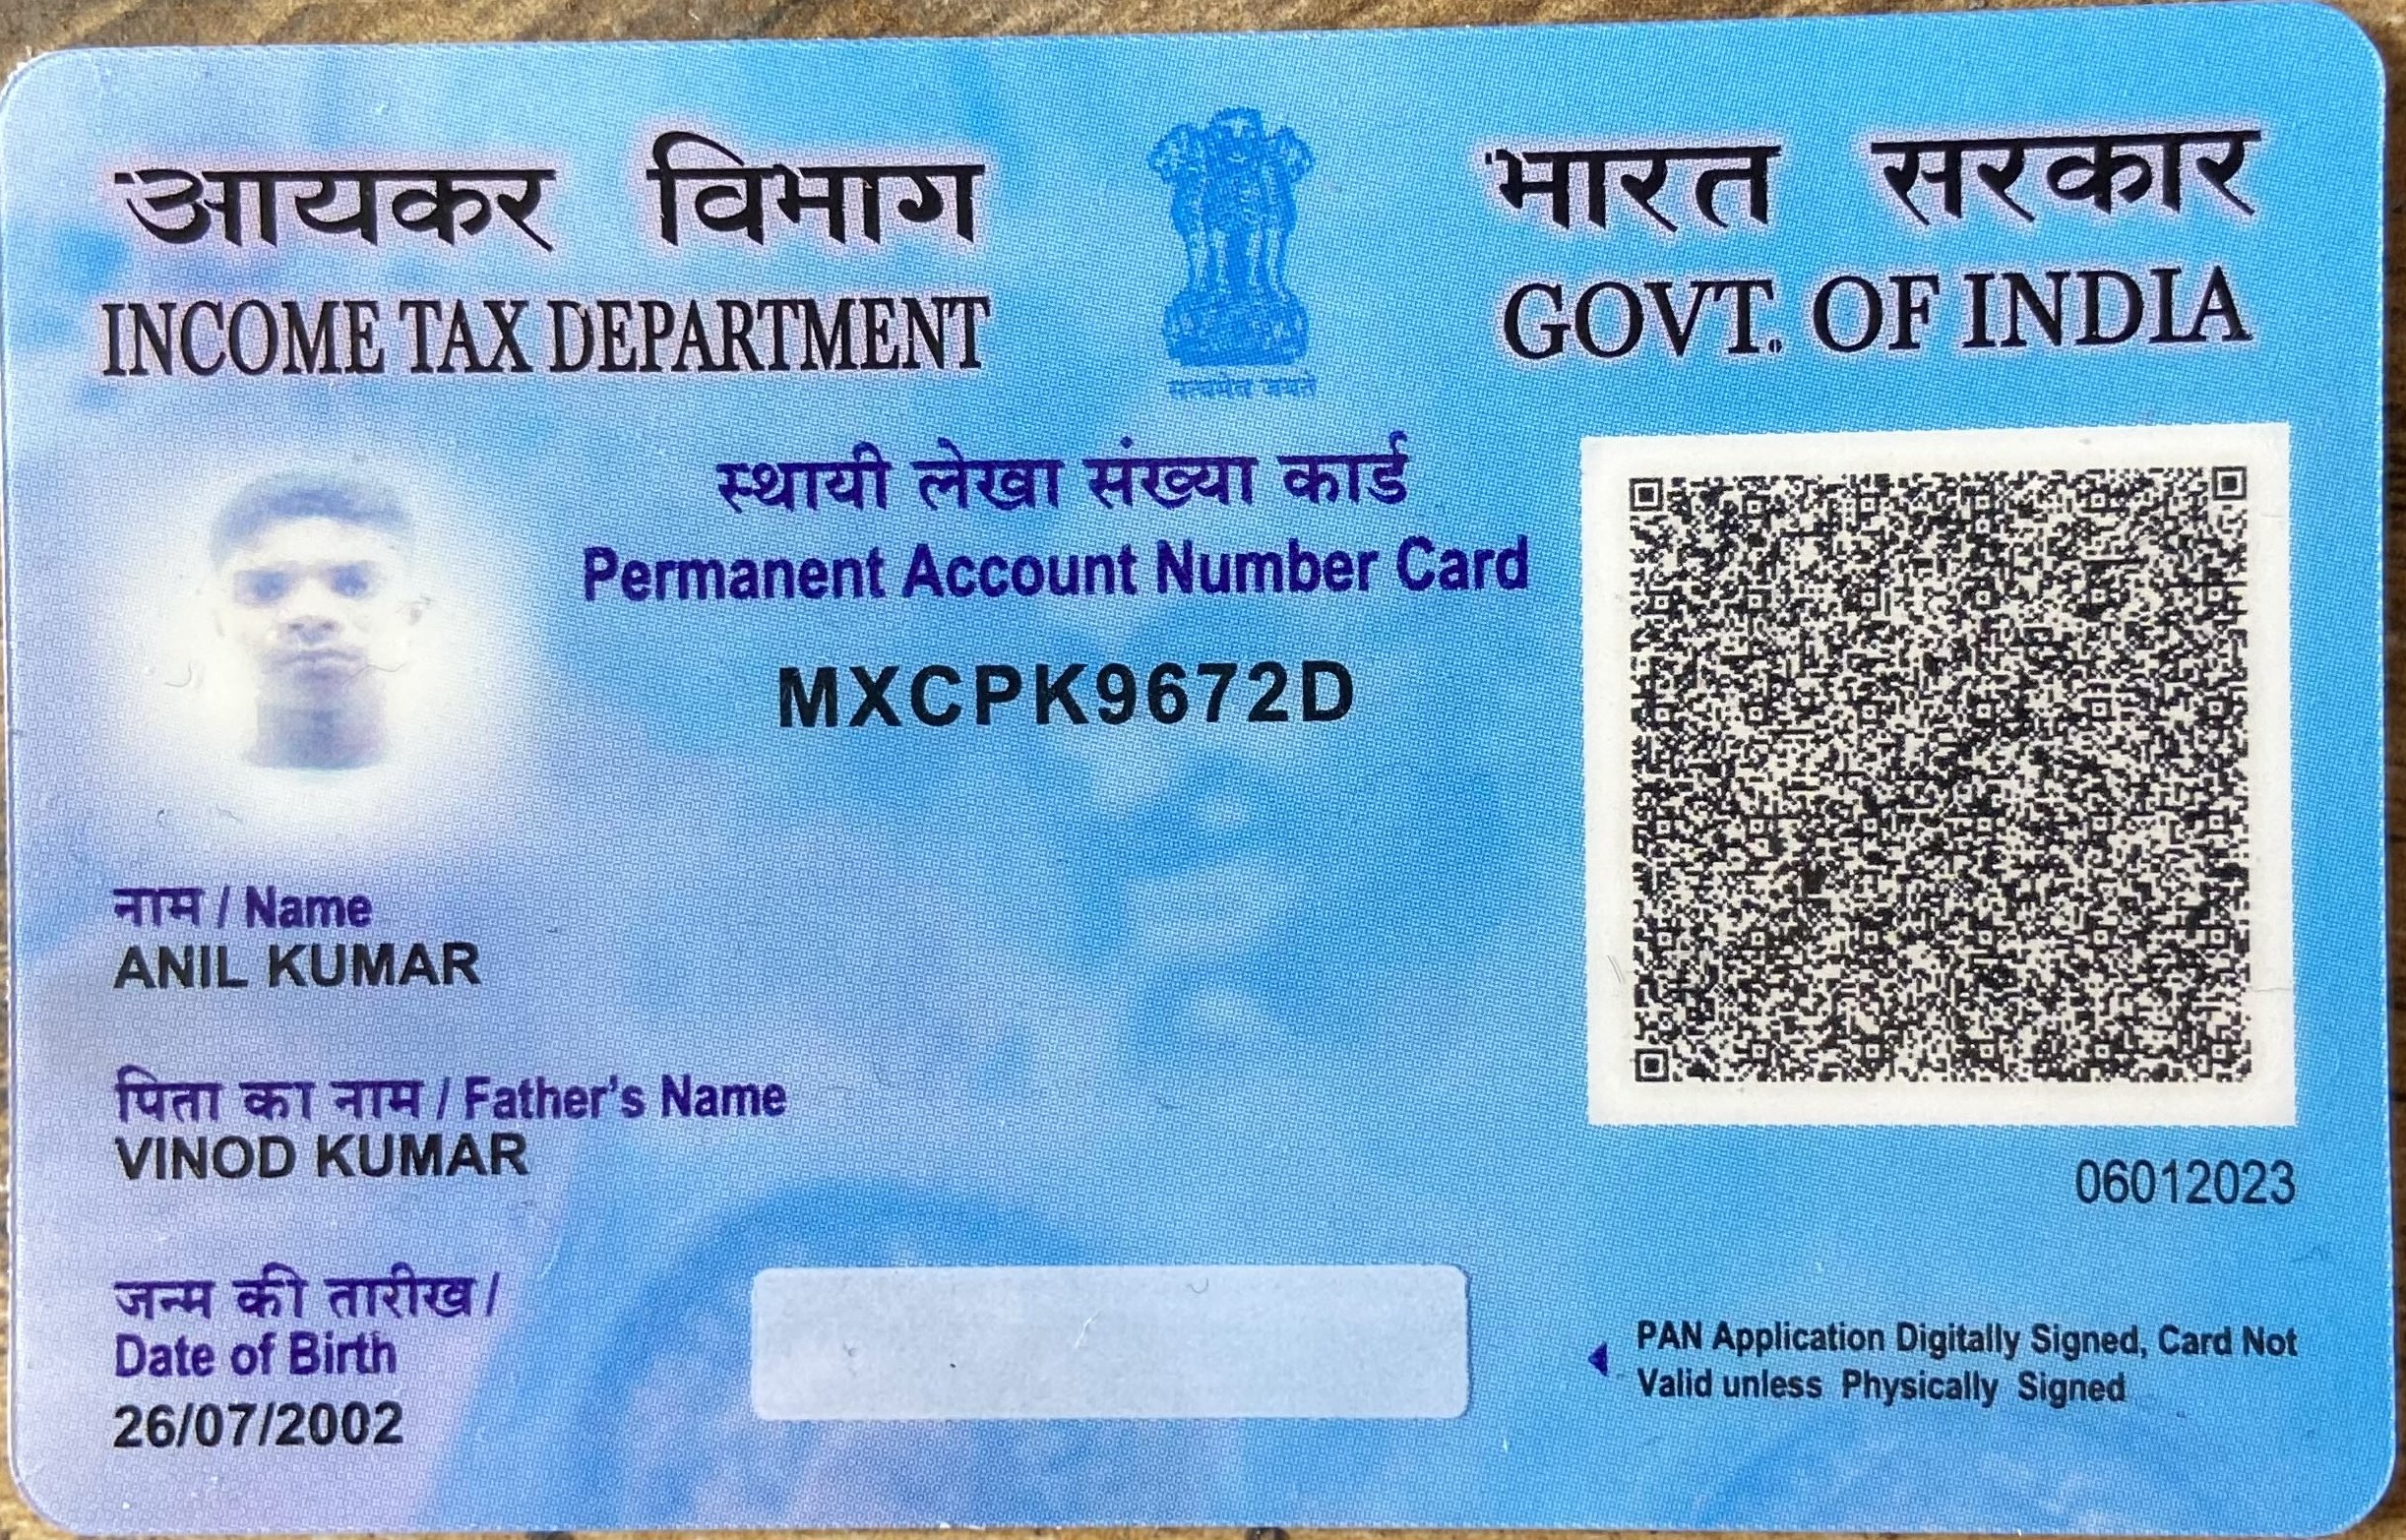 आयकर विभाग
INCOME TAX DEPARTMENT
सत्यमेव जयते
भारत सरकार
GOVT. OF INDIA
स्थायी लेखा संख्या कार्ड
Permanent Account Number Card
MXCPK9672D
नाम / Name
ANIL KUMAR
पिता का नाम / Father's Name
VINOD KUMAR
जन्म की तारीख /
Date of Birth
26/07/2002
06012023
PAN Application Digitally Signed, Card Not
Valid unless Physically Signed